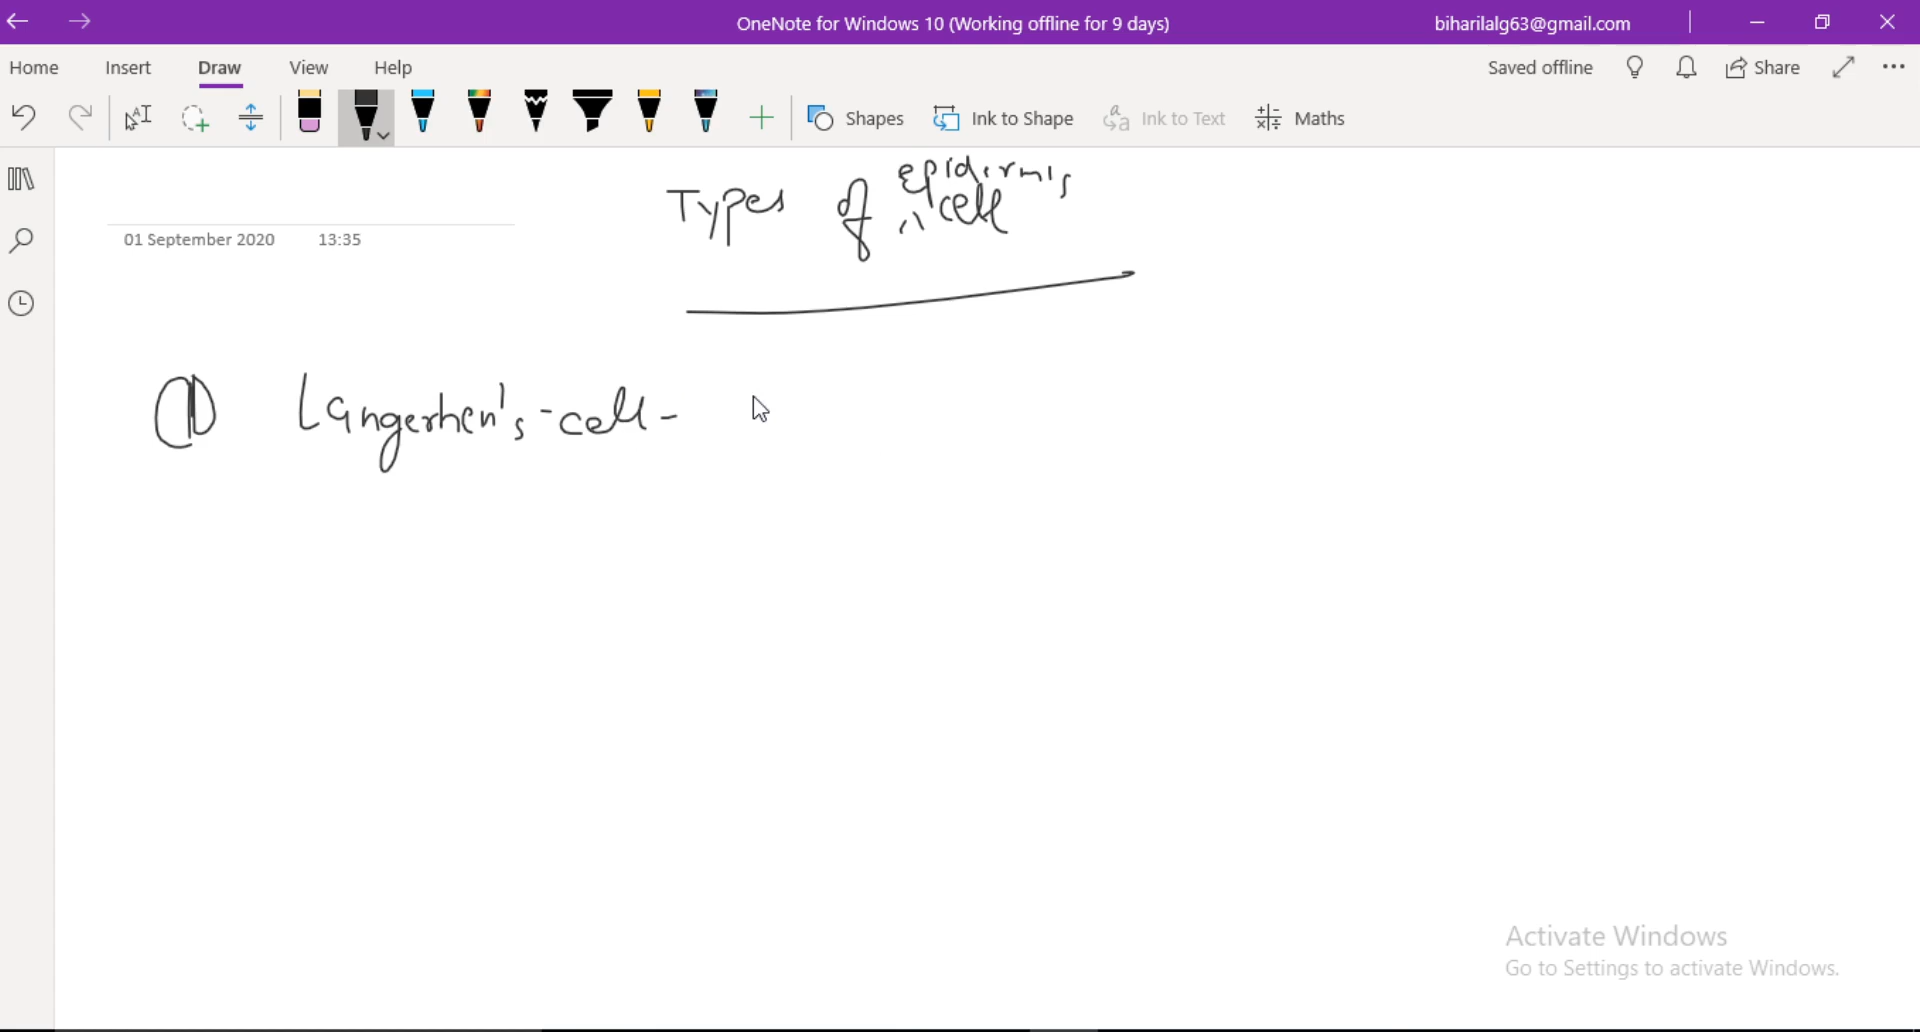 OneNote for Windows 10 (Working offline for 9 days)
biharilalg63@gmail.com
Home Insert Draw View Help
Saved offline Share
Shapes Ink to Shape Ink to Text Maths
epidermis
Types of cell
01 September 2020 13:35
① Langerhen's-cell-
Activate Windows
Go to Settings to activate Windows.